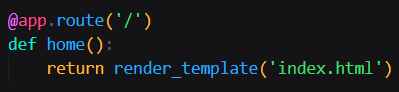 @app.route('/')
def home():
    return render_template('index.html')